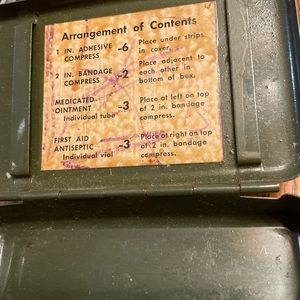 Arrangement of Contents
1 IN. ADHESIVE COMPRESS -6 Place under strips in cover.
2 IN. BANDAGE COMPRESS -2 Place adjacent to each other in bottom of box.
MEDICATED OINTMENT -3 Individual tube Place at left on top of 2 in. bandage compress.
FIRST AID ANTISEPTIC -3 Individual vial Place at right on top of 2 in. bandage compress.